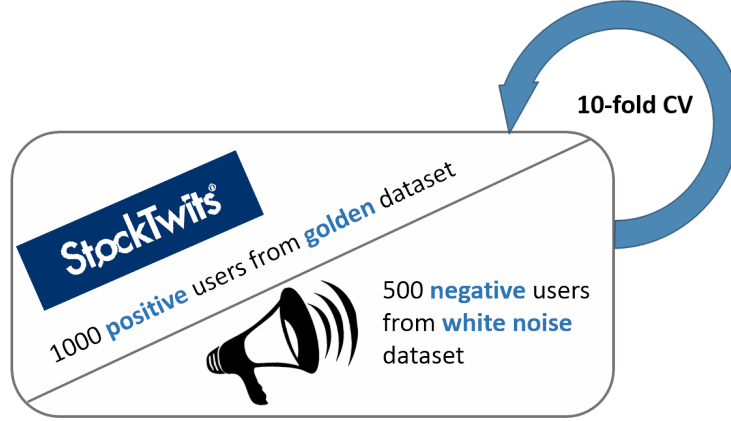 10-fold CV
StockTwits®
1000 positive users from golden dataset
500 negative users
from white noise
dataset